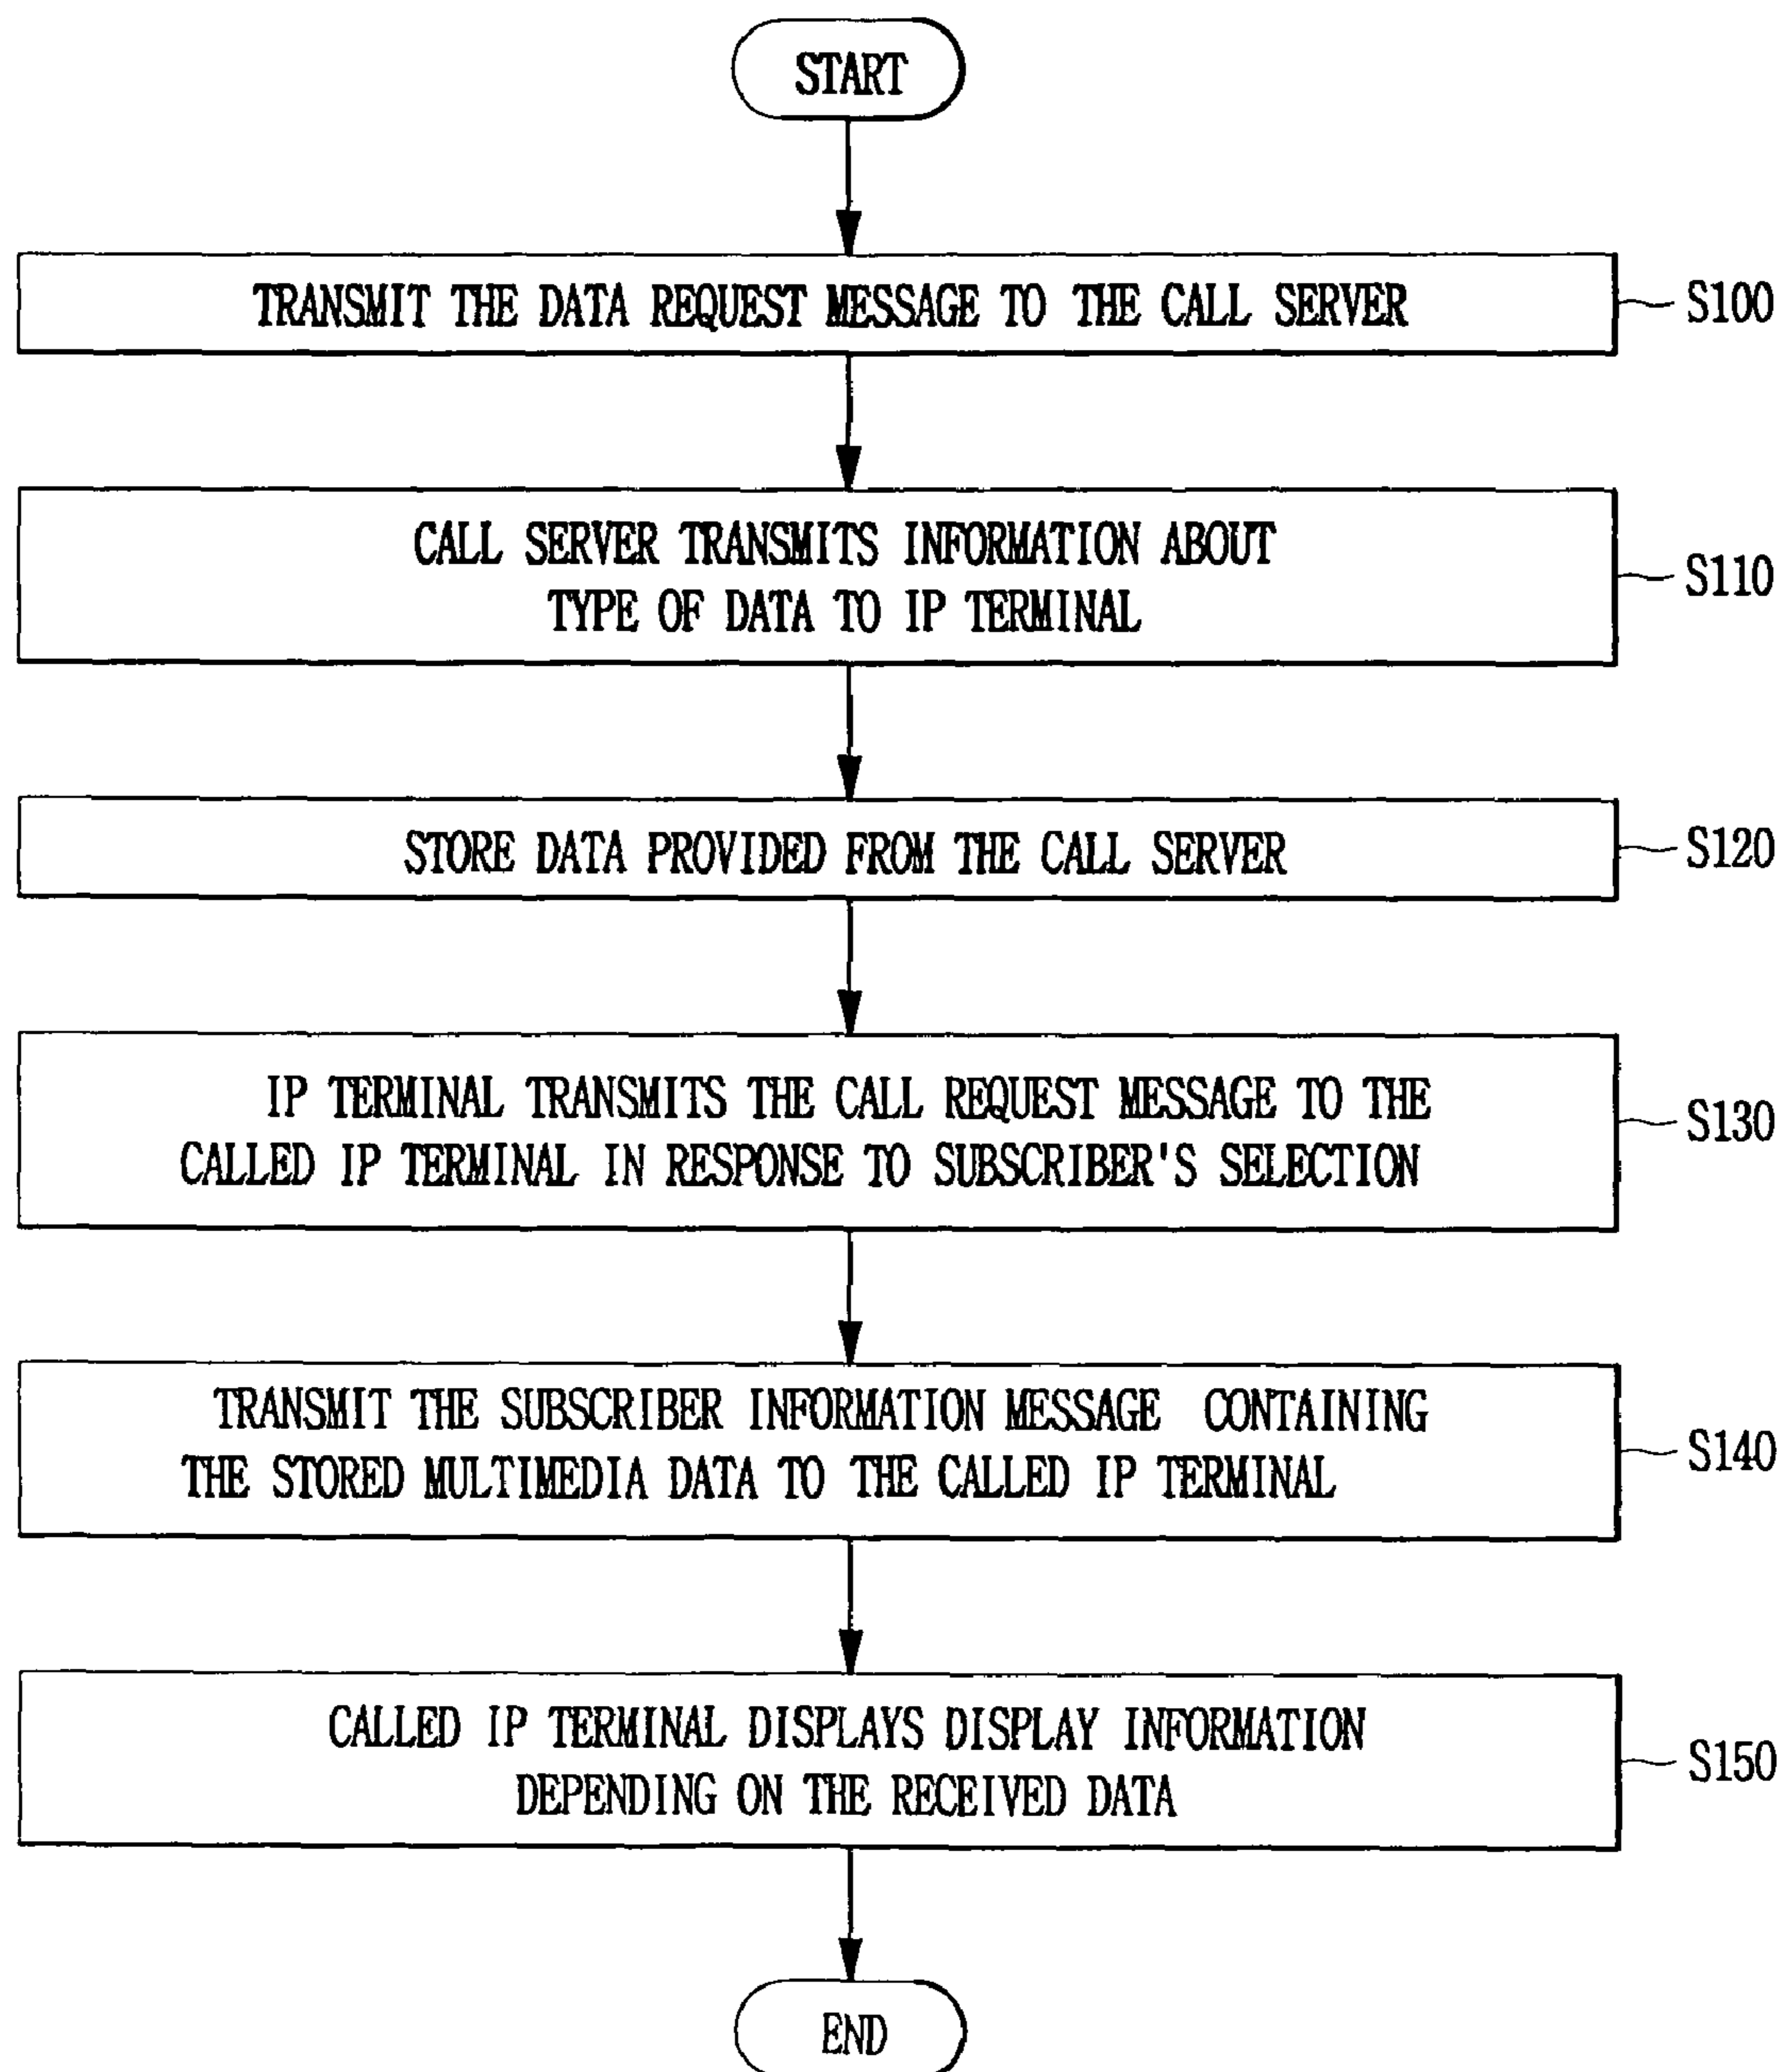 START
TRANSMIT THE DATA REQUEST MESSAGE TO THE CALL SERVER
S100
CALL SERVER TRANSMITS INFORMATION ABOUT
TYPE OF DATA TO IP TERMINAL
S110
STORE DATA PROVIDED FROM THE CALL SERVER
S120
IP TERMINAL TRANSMITS THE CALL REQUEST MESSAGE TO THE
CALLED IP TERMINAL IN RESPONSE TO SUBSCRIBER'S SELECTION
S130
TRANSMIT THE SUBSCRIBER INFORMATION MESSAGE CONTAINING
THE STORED MULTIMEDIA DATA TO THE CALLED IP TERMINAL
S140
CALLED IP TERMINAL DISPLAYS DISPLAY INFORMATION
DEPENDING ON THE RECEIVED DATA
S150
END